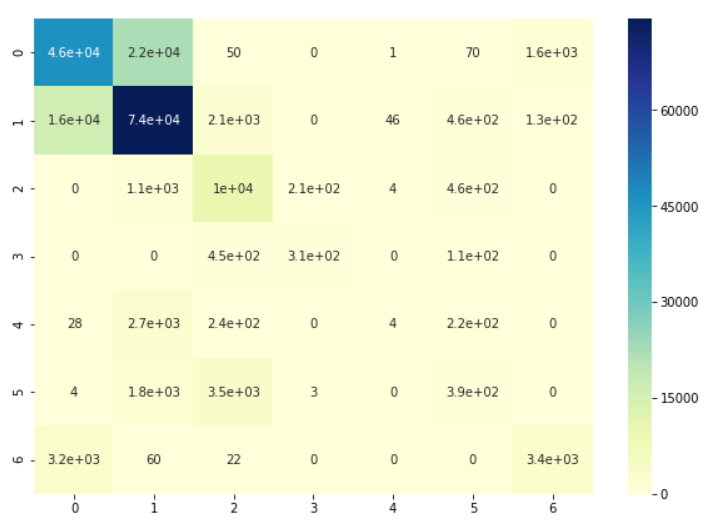 0 4.6e+04 2.2e+04 50 0 1 70 1.6e+03
1 1.6e+04 7.4e+04 2.1e+03 0 46 4.6e+02 1.3e+02
2 0 1.1e+03 1e+04 2.1e+02 4 4.6e+02 0
3 0 0 4.5e+02 3.1e+02 0 1.1e+02 0
4 28 2.7e+03 2.4e+02 0 4 2.2e+02 0
5 4 1.8e+03 3.5e+03 3 0 3.9e+02 0
6 3.2e+03 60 22 0 0 0 3.4e+03
0 1 2 3 4 5 6
60000
45000
30000
15000
0